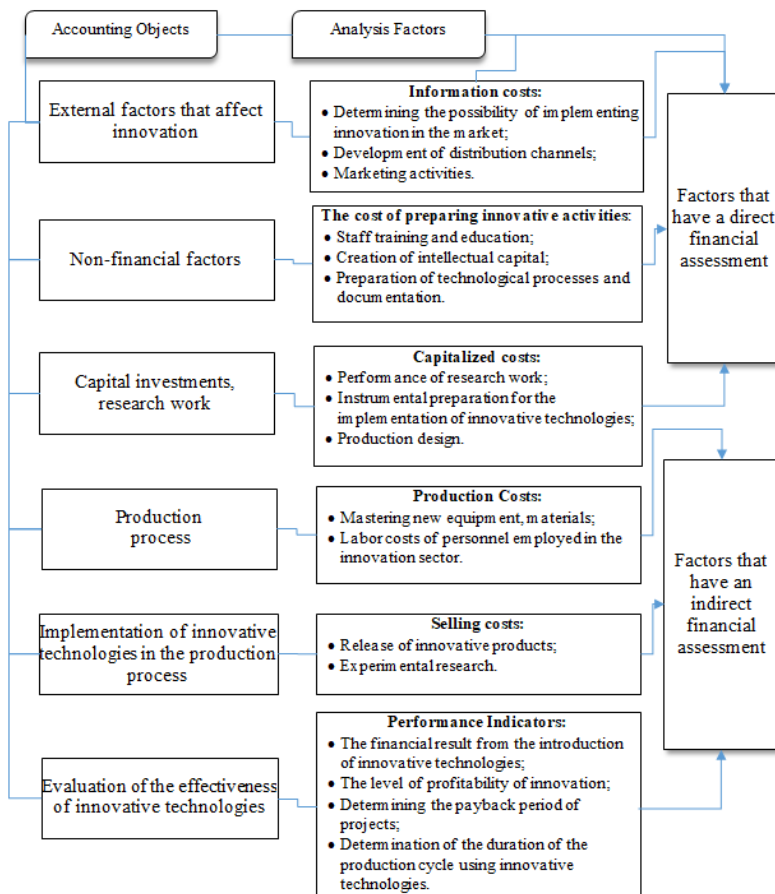 Accounting Objects
Analysis Factors
External factors that affect
innovation
Information costs:
• Determining the possibility of implementing
innovation in the market;
• Development of distribution channels;
• Marketing activities.
Non-financial factors
The cost of preparing innovative activities:
• Staff training and education;
• Creation of intellectual capital;
• Preparation of technological processes and
documentation.
Factors that
have a direct
financial
assessment
Capital investments,
research work
Capitalized costs:
• Performance of research work;
• Instrumental preparation for the
implementation of innovative technologies;
• Production design.
Production
process
Production Costs:
• Mastering new equipment, materials;
• Labor costs of personnel employed in the
innovation sector.
Implementation of innovative
technologies in the production
process
Selling costs:
• Release of innovative products;
• Experimental research.
Factors that
have an
indirect
financial
assessment
Evaluation of the effectiveness
of innovative technologies
Performance Indicators:
• The financial result from the introduction
of innovative technologies;
• The level of profitability of innovation;
• Determining the payback period of
projects;
• Determination of the duration of the
production cycle using innovative
technologies.